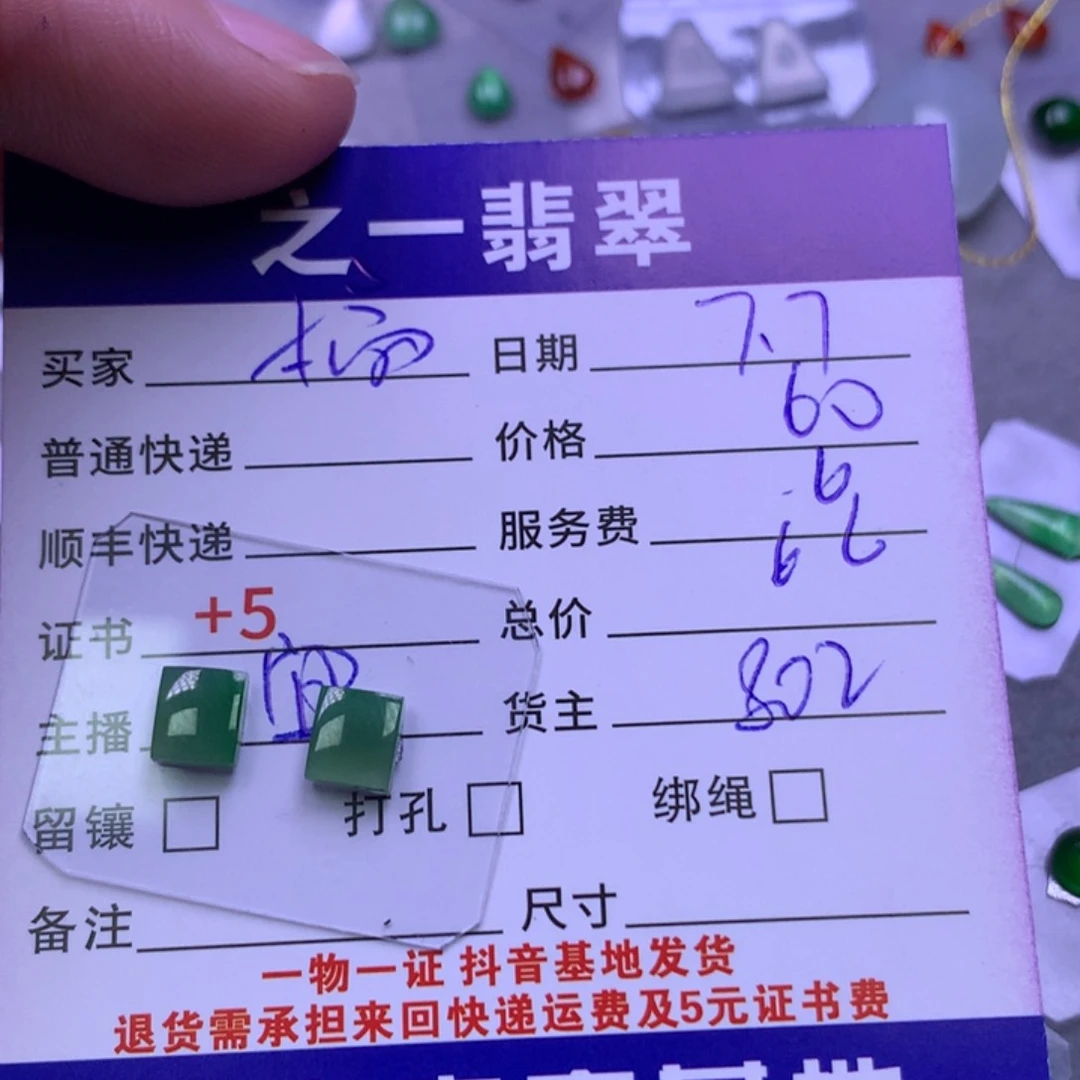 之一翡翠
买家 日期 7.7
普通快递 价格 60
顺丰快递 服务费 6
证书 +5 总价 66
主播 货主 802
留镶 打孔 绑绳
备注 尺寸
一物一证 抖音基地发货
退货需承担来回快递运费及5元证书费